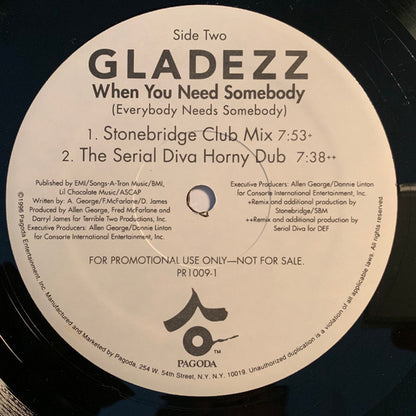 Side Two
GLADEZZ
When You Need Somebody
(Everybody Needs Somebody)
1. Stonebridge Club Mix 7:53+
2. The Serial Diva Horny Dub 7:38++
Published by EMI/Songs-A-Tron Music/BMI,
Lil Chocolate Music/ASCAP
Written by: A. George/F.McFarlane/D. James
Produced by Allen George, Fred McFarlane and
Darryl James for Terrible Two Productions, Inc.
Executive Producers: Allen George/Donnie Linton
for Consorte International Entertainment, Inc.
Executive Producers: Allen George/Donnie Linton
for Consorte International Entertainment, Inc.
+Remix and additional production by
Stonebridge/SBM
++Remix and additional production by
Serial Diva for DEF
FOR PROMOTIONAL USE ONLY—NOT FOR SALE.
PR1009-1
PAGODA
TM
©1996 Pagoda Entertainment, Inc. Manufactured and Marketed by Pagoda, 254 W. 54th Street, N.Y. N.Y. 10019. Unauthorized duplication is a violation of all applicable laws. All rights reserved.